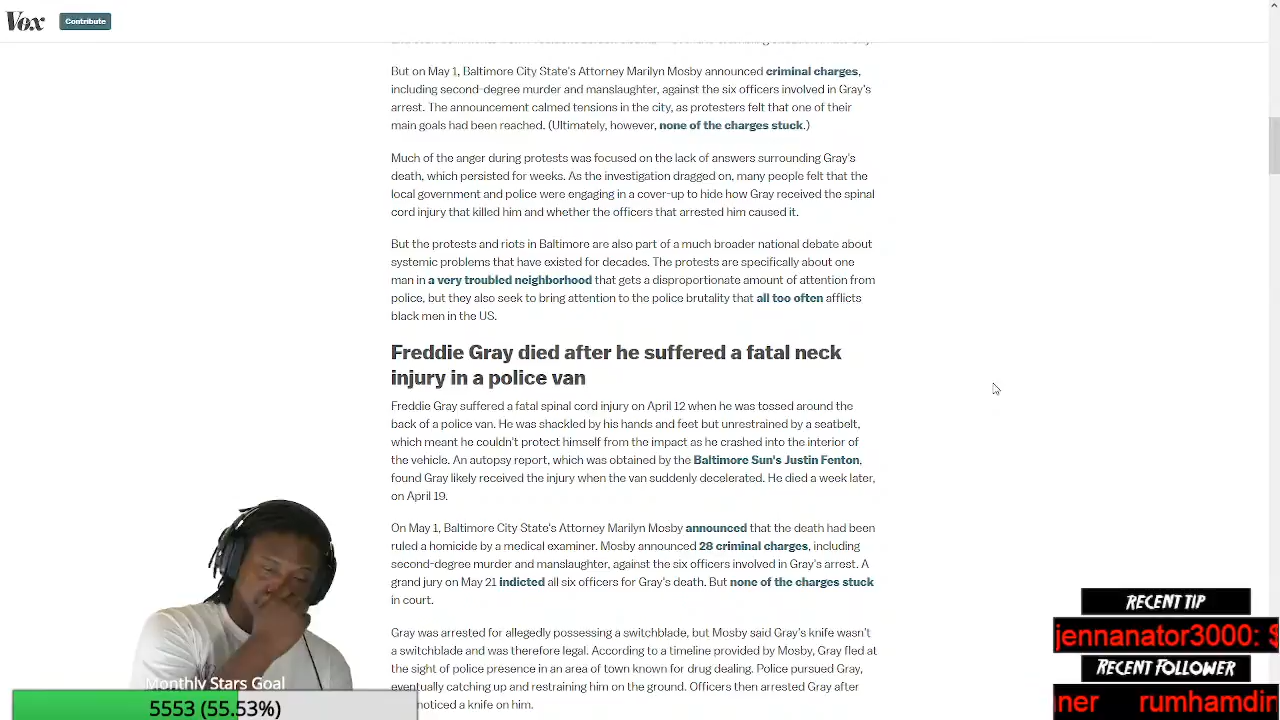 Vox
Contribute
But on May 1, Baltimore City State's Attorney Marilyn Mosby announced criminal charges,
including second-degree murder and manslaughter, against the six officers involved in Gray's
arrest. The announcement calmed tensions in the city, as protesters felt that one of their
main goals had been reached. (Ultimately, however, none of the charges stuck.)
Much of the anger during protests was focused on the lack of answers surrounding Gray's
death, which persisted for weeks. As the investigation dragged on, many people felt that the
local government and police were engaging in a cover-up to hide how Gray received the spinal
cord injury that killed him and whether the officers that arrested him caused it.
But the protests and riots in Baltimore are also part of a much broader national debate about
systemic problems that have existed for decades. The protests are specifically about one
man in a very troubled neighborhood that gets a disproportionate amount of attention from
police, but they also seek to bring attention to the police brutality that all too often afflicts
black men in the US.
Freddie Gray died after he suffered a fatal neck
injury in a police van
Freddie Gray suffered a fatal spinal cord injury on April 12 when he was tossed around the
back of a police van. He was shackled by his hands and feet but unrestrained by a seatbelt,
which meant he couldn't protect himself from the impact as he crashed into the interior of
the vehicle. An autopsy report, which was obtained by the Baltimore Sun's Justin Fenton,
found Gray likely received the injury when the van suddenly decelerated. He died a week later,
on April 19.
On May 1, Baltimore City State's Attorney Marilyn Mosby announced that the death had been
ruled a homicide by a medical examiner. Mosby announced 28 criminal charges, including
second-degree murder and manslaughter, against the six officers involved in Gray's arrest. A
grand jury on May 21 indicted all six officers for Gray's death. But none of the charges stuck
in court.
Gray was arrested for allegedly possessing a switchblade, but Mosby said Gray's knife wasn't
a switchblade and was therefore legal. According to a timeline provided by Mosby, Gray fled at
the sight of police presence in an area of town known for drug dealing. Police pursued Gray,
eventually catching up and restraining him on the ground. Officers then arrested Gray after
noticed a knife on him.
Monthly Stars Goal
5553 (55.53%)
RECENT TIP
jennanator3000: $
RECENT FOLLOWER
ner rumhamdin